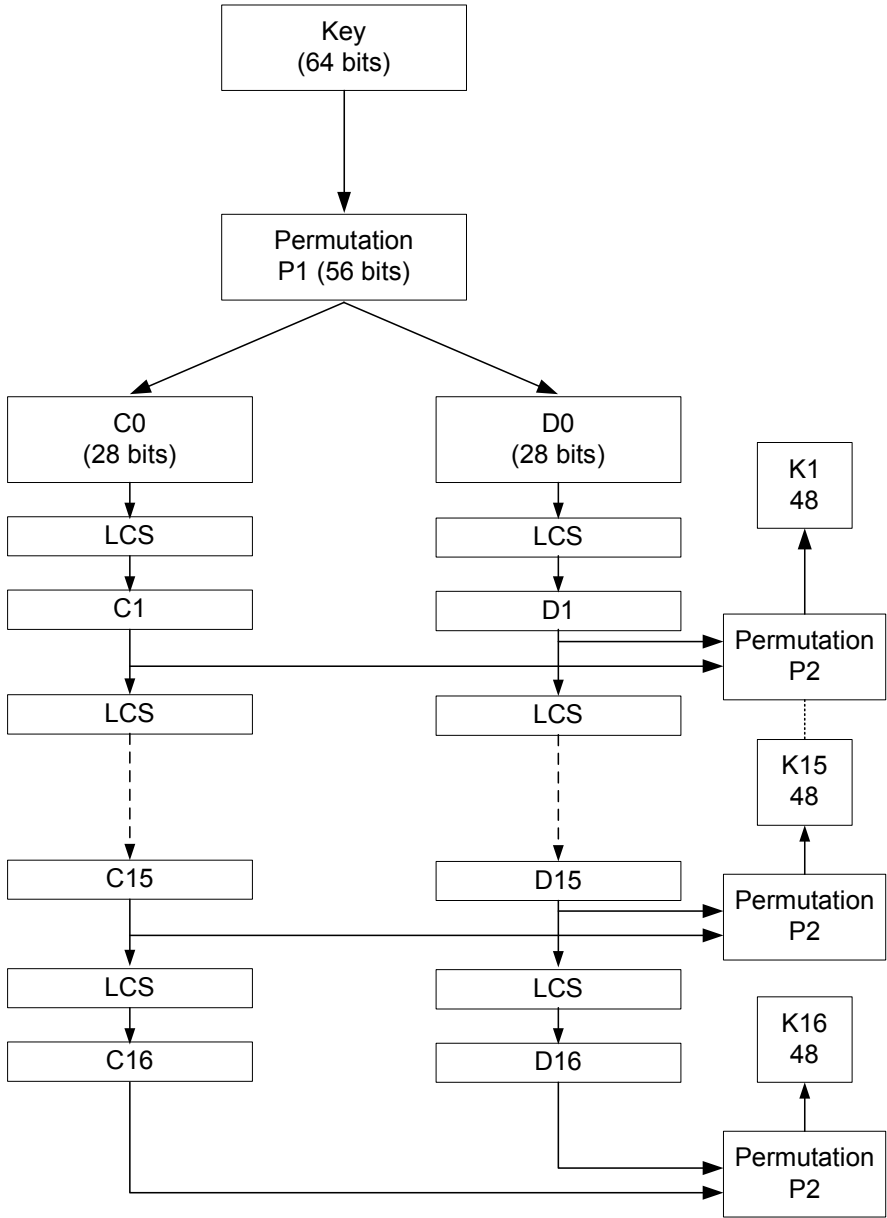 Key
(64 bits)
Permutation
P1 (56 bits)
C0
(28 bits)
D0
(28 bits)
K1
48
LCS
LCS
C1
D1
Permutation
P2
LCS
LCS
K15
48
C15
D15
Permutation
P2
LCS
LCS
K16
48
C16
D16
Permutation
P2